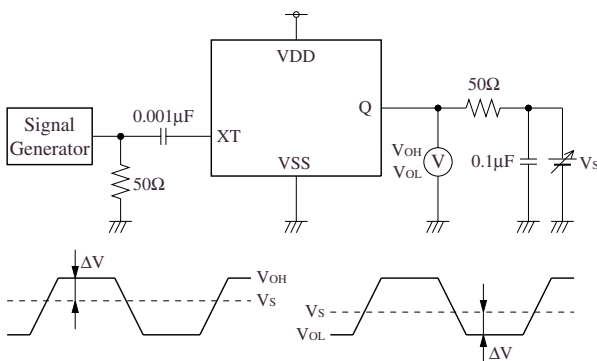 VDD
Q
50Ω
0.001µF
Signal
Generator
XT
VOH
VOL
V
0.1µF
VS
VSS
50Ω
ΔV
VOH
VS
VS
VOL
ΔV